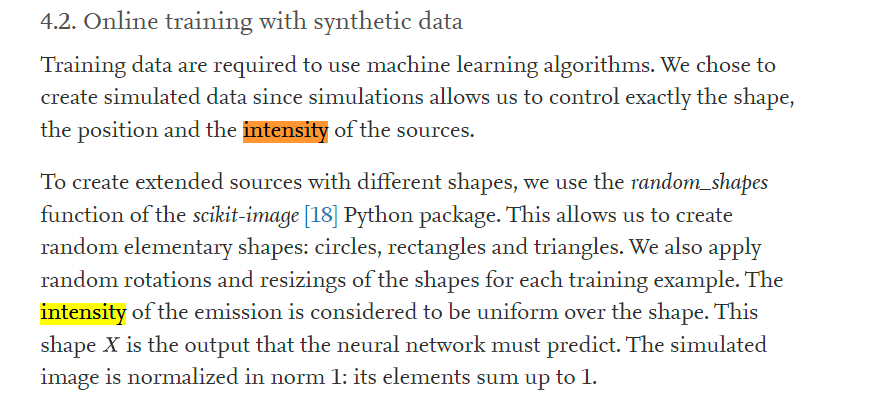 4.2. Online training with synthetic data
Training data are required to use machine learning algorithms. We chose to
create simulated data since simulations allows us to control exactly the shape,
the position and the intensity of the sources.
To create extended sources with different shapes, we use the random_shapes
function of the scikit-image [18] Python package. This allows us to create
random elementary shapes: circles, rectangles and triangles. We also apply
random rotations and resizings of the shapes for each training example. The
intensity of the emission is considered to be uniform over the shape. This
shape X is the output that the neural network must predict. The simulated
image is normalized in norm 1: its elements sum up to 1.